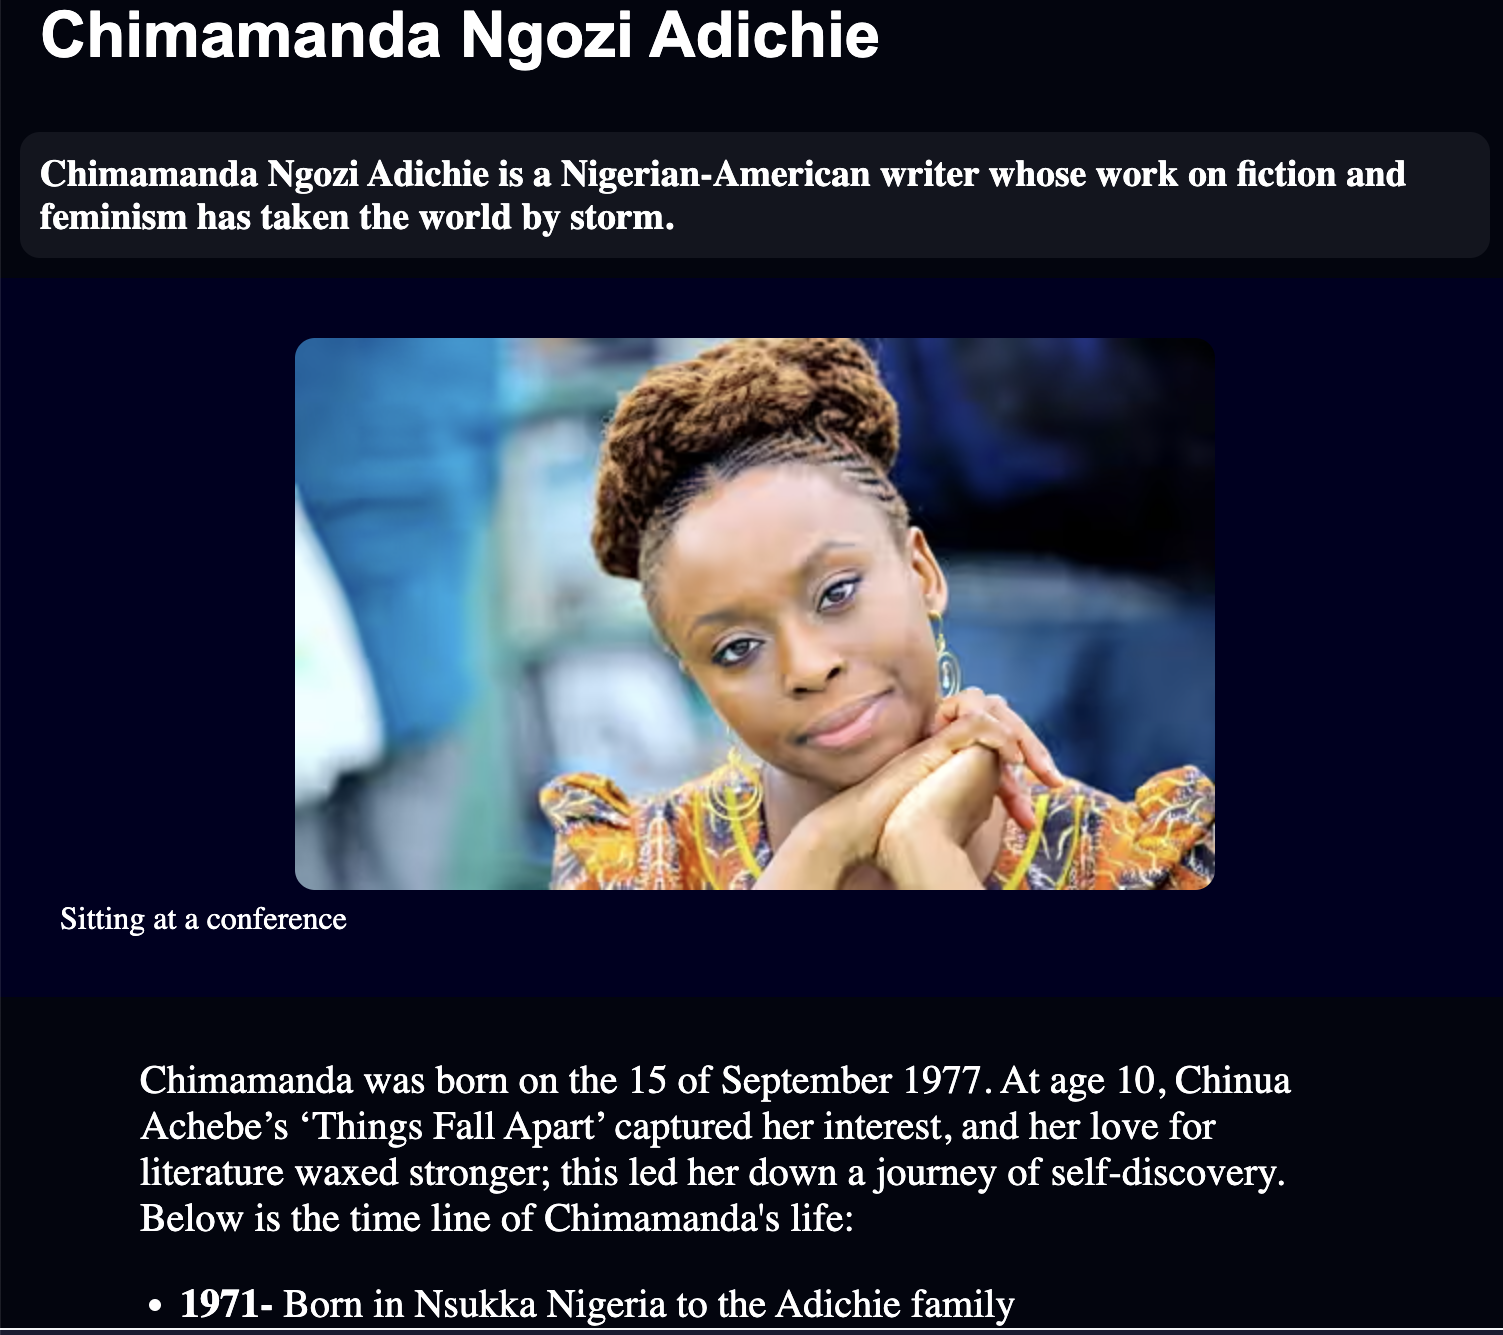 Chimamanda Ngozi Adichie
Chimamanda Ngozi Adichie is a Nigerian-American writer whose work on fiction and
feminism has taken the world by storm.
Sitting at a conference
Chimamanda was born on the 15 of September 1977. At age 10, Chinua
Achebe’s ‘Things Fall Apart’ captured her interest, and her love for
literature waxed stronger; this led her down a journey of self-discovery.
Below is the time line of Chimamanda's life:
• 1971- Born in Nsukka Nigeria to the Adichie family